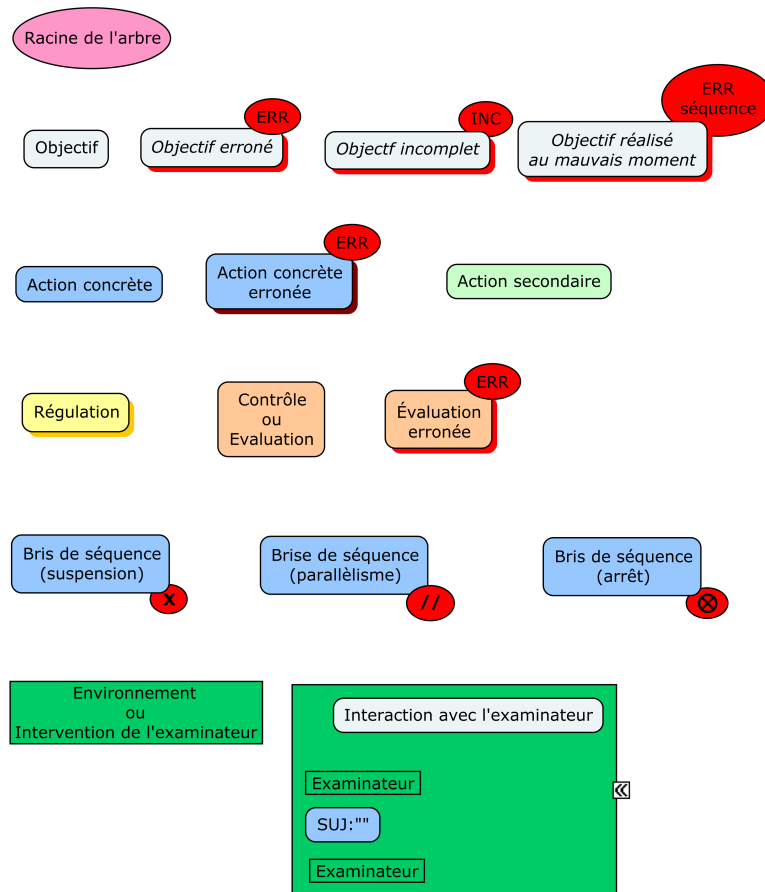 Racine de l'arbre
ERR
Objectif
Objectif erroné
INC
Objectf incomplet
ERR
séquence
Objectif réalisé
au mauvais moment
Action concrète
ERR
Action concrète
erronée
Action secondaire
Régulation
Contrôle
ou
Evaluation
ERR
Évaluation
erronée
Bris de séquence
(suspension)
X
Brise de séquence
(parallèlisme)
//
Bris de séquence
(arrêt)
Environnement
ou
Intervention de l'examinateur
Interaction avec l'examinateur
Examinateur
SUJ:""
Examinateur